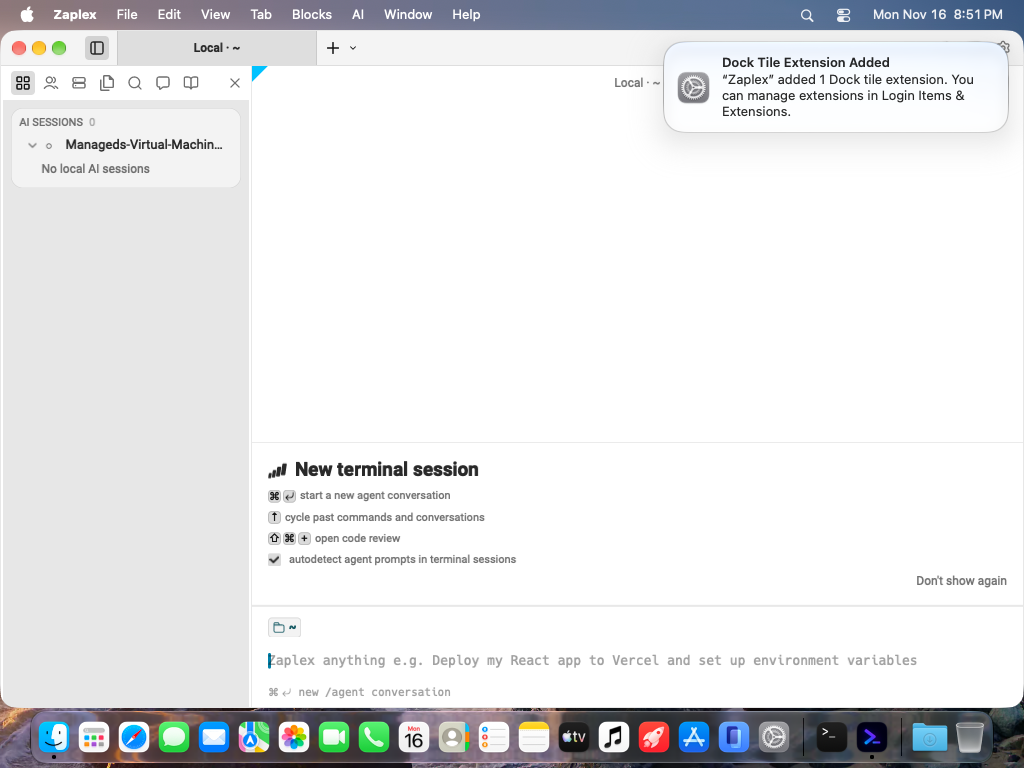 Zaplex File Edit View Tab Blocks AI Window Help Mon Nov 16 8:51 PM
Local · ~
Local · ~
Dock Tile Extension Added
“Zaplex” added 1 Dock tile extension. You
can manage extensions in Login Items &
Extensions.
AI SESSIONS 0
Manageds-Virtual-Machin...
No local AI sessions
New terminal session
⌘ ⏎ start a new agent conversation
↑ cycle past commands and conversations
⇧ ⌘ + open code review
autodetect agent prompts in terminal sessions
Don't show again
~
Zaplex anything e.g. Deploy my React app to Vercel and set up environment variables
⌘ ⏎ new /agent conversation
Mon
16
tv
>_